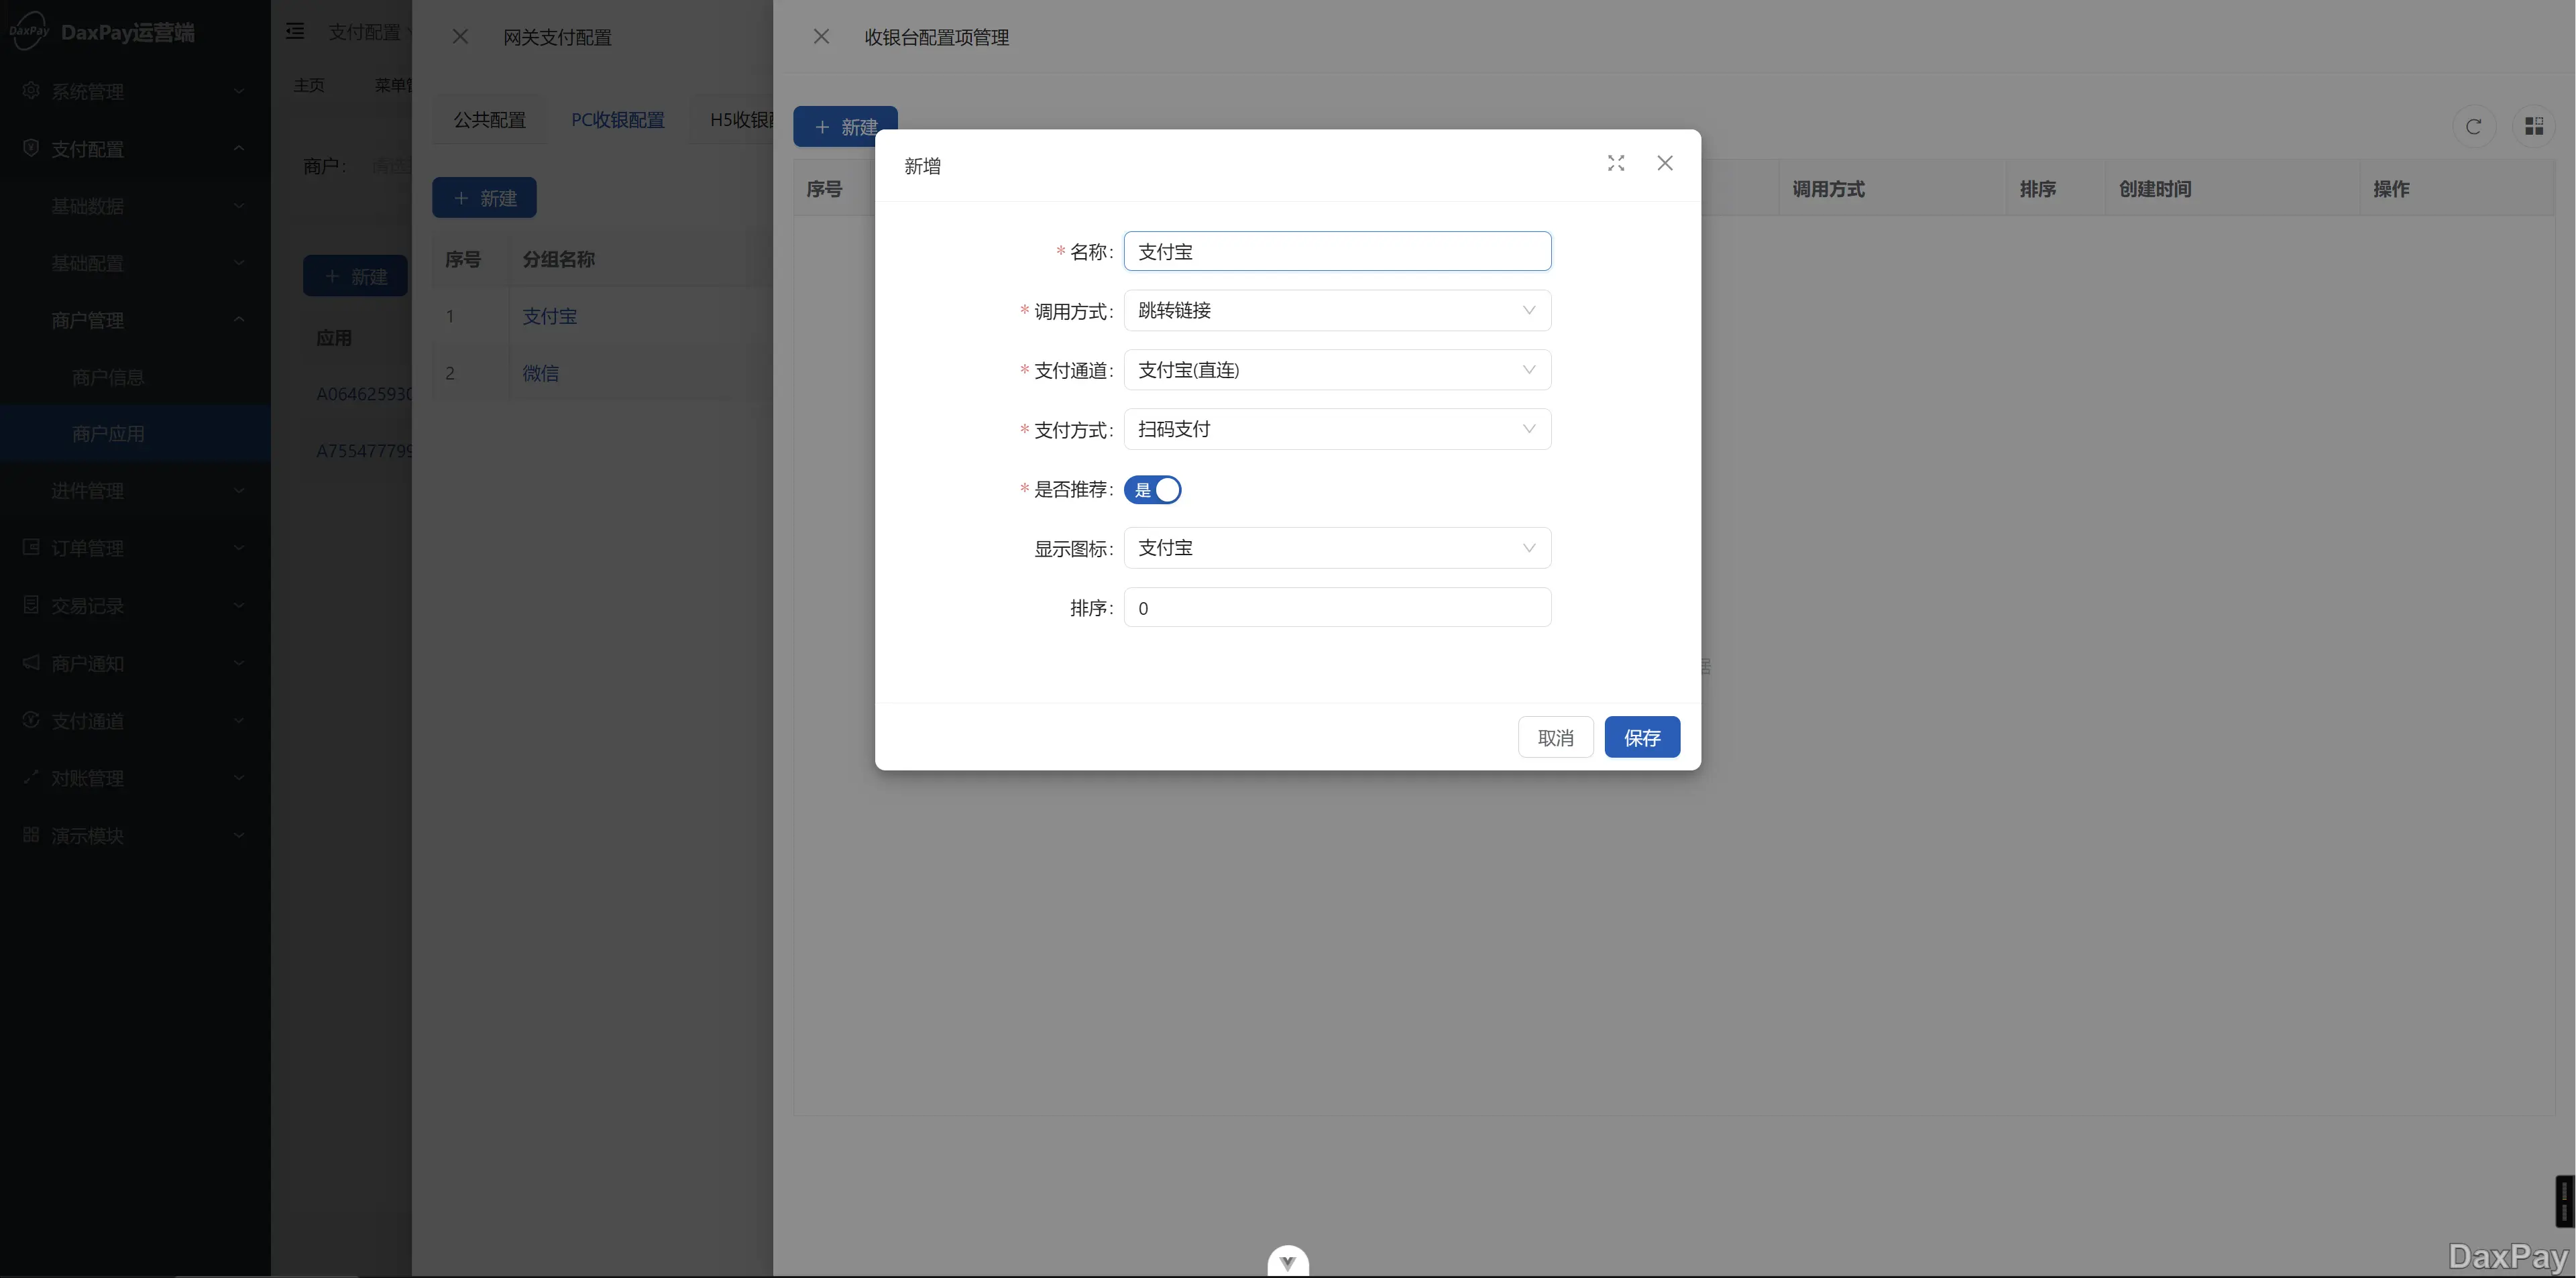 DaxPay
DaxPay运营端
系统管理
支付配置
基础数据
基础配置
商户管理
商户信息
商户应用
进件管理
订单管理
交易记录
商户通知
支付通道
对账管理
演示模块
支付配置
主页
菜单管
商户:
+ 新建
应用
A06462593
A75547779
网关支付配置
公共配置
PC收银配置
H5收银
+ 新建
序号 分组名称
1 支付宝
2 微信
收银台配置项管理
+ 新建
序号 调用方式 排序 创建时间 操作
新增
* 名称: 支付宝
* 调用方式: 跳转链接
* 支付通道: 支付宝(直连)
* 支付方式: 扫码支付
* 是否推荐: 是
显示图标: 支付宝
排序: 0
取消 保存
DaxPay